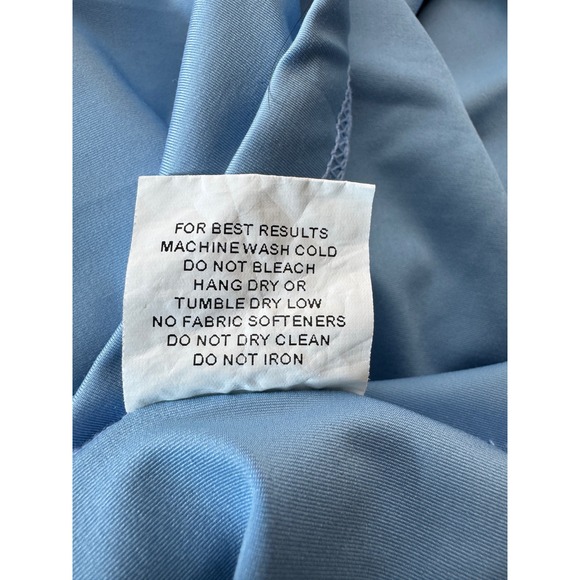 FOR BEST RESULTS
MACHINE WASH COLD
DO NOT BLEACH
HANG DRY OR
TUMBLE DRY LOW
NO FABRIC SOFTENERS
DO NOT DRY CLEAN
DO NOT IRON